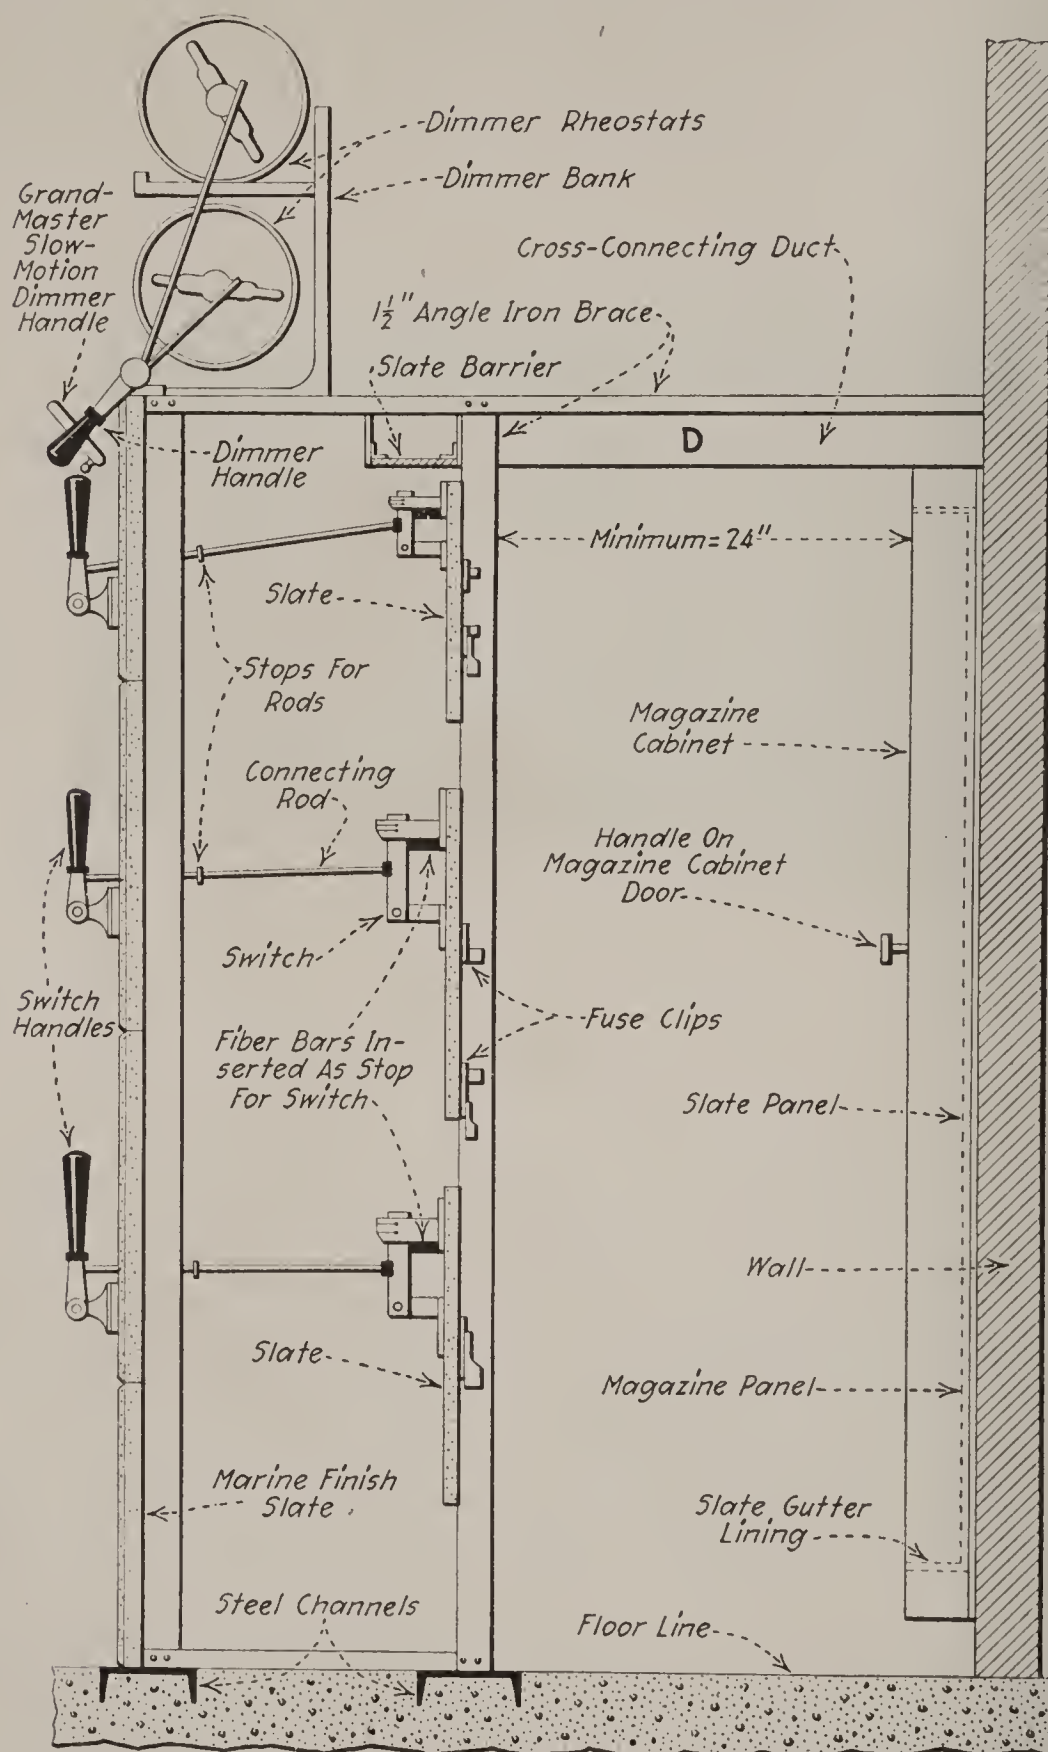 Dimmer Rheostats
Dimmer Bank
Grand-
Master
Slow-
Motion
Dimmer
Handle
Cross-Connecting Duct
1 1/2" Angle Iron Brace
Slate Barrier
D
Dimmer
Handle
Minimum=24"
Slate
Stops For
Rods
Magazine
Cabinet
Connecting
Rod
Handle On
Magazine Cabinet
Door
Switch
Switch
Handles
Fuse Clips
Fiber Bars In-
serted As Stop
For Switch
Slate Panel
Wall
Slate
Magazine Panel
Marine Finish
Slate
Slate Gutter
Lining
Steel Channels
Floor Line